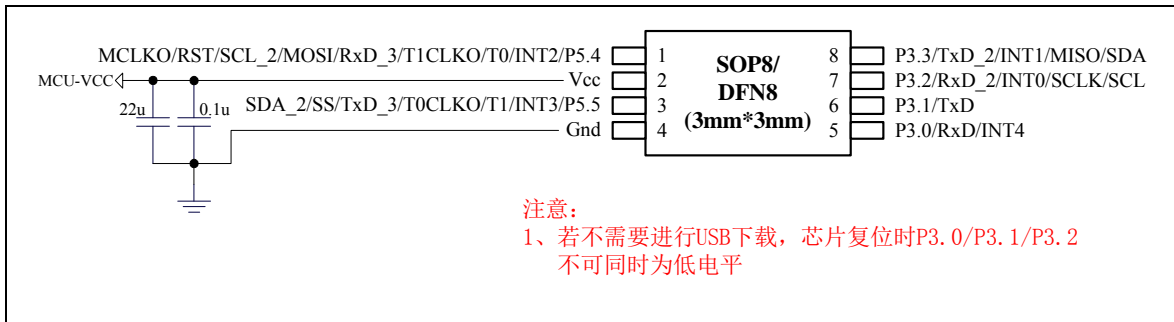 MCLKO/RST/SCL_2/MOSI/RxD_3/T1CLKO/T0/INT2/P5.4 1 SOP8/ 8 P3.3/TxD_2/INT1/MISO/SDA
MCU-VCC Vcc 2 DFN8 7 P3.2/RxD_2/INT0/SCLK/SCL
22u 0.1u SDA_2/SS/TxD_3/T0CLKO/T1/INT3/P5.5 3 (3mm*3mm) 6 P3.1/TxD
Gnd 4 5 P3.0/RxD/INT4
注意:
1、若不需要进行USB下载，芯片复位时P3.0/P3.1/P3.2
不可同时为低电平